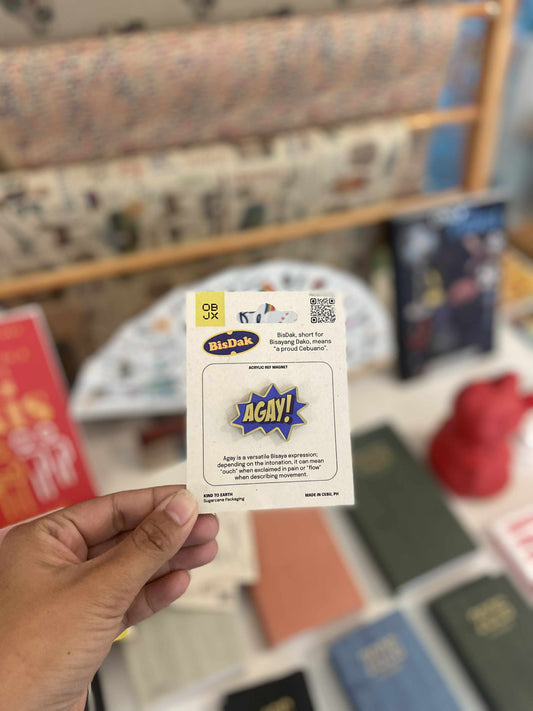 OB
JX
BisDak
BisDak, short for
Bisayang Dako, means
"a proud Cebuano".
ACRYLIC REF MAGNET
AGAY!
Agay is a versatile Bisaya expression;
depending on the intonation, it can mean
"ouch" when exclaimed in pain or "flow"
when describing movement.
KIND TO EARTH
Sugarcane Packaging
MADE IN CEBU, PH